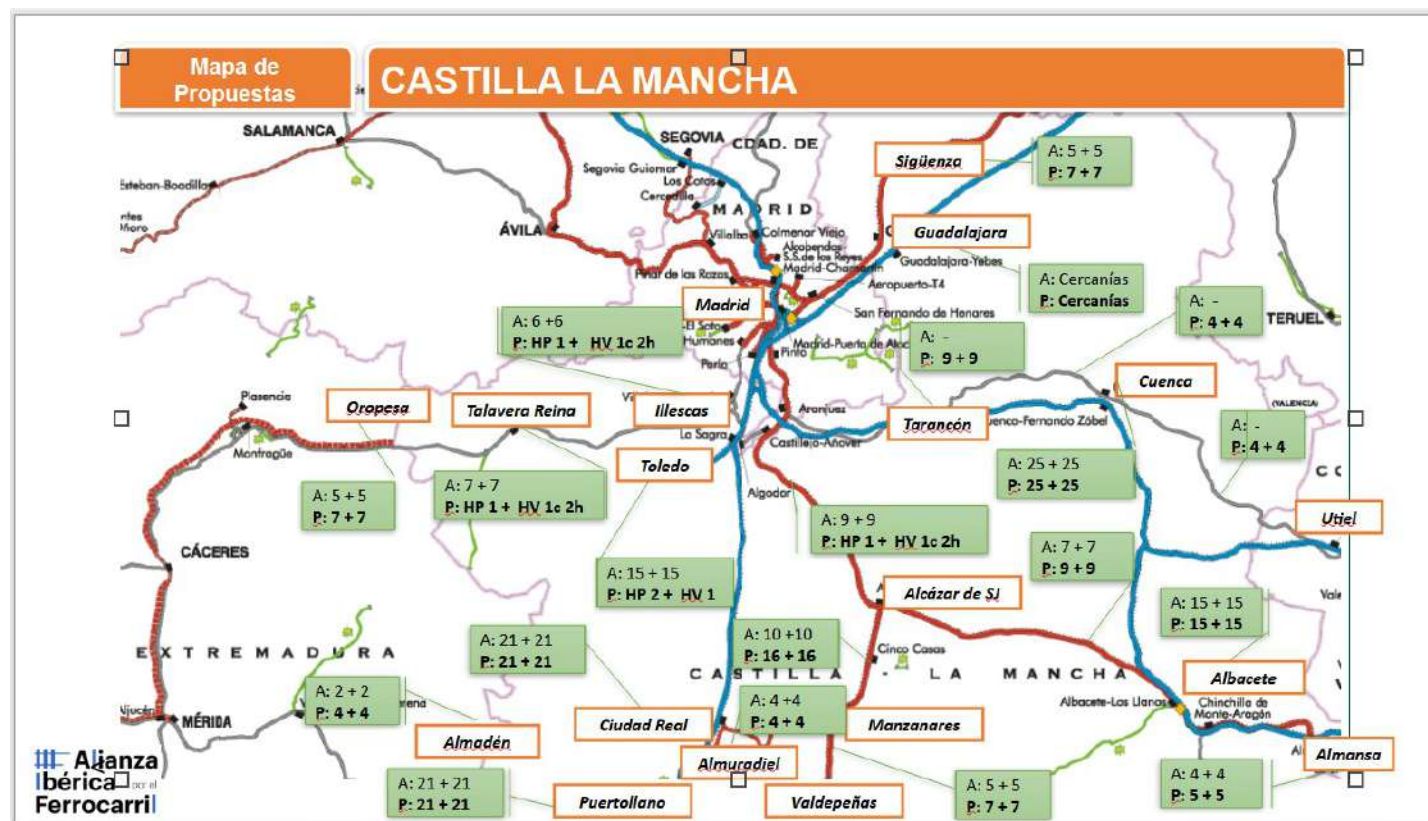 Mapa de
Propuestas
CASTILLA LA MANCHA
SALAMANCA
SEGOVIA
CDAD. DE
Segovia Guiomar
Los Cotos
Cercedilla
MADRID
Sigüenza
A: 5 + 5
P: 7 + 7
Esteban-Boadilla
ÁVILA
Villalba
Colmenar Viejo
Alcobendas-
S.S.de los Reyes
Madrid-Chamartín
Guadalajara
Guadalajara-Yebes
Pinar de las Rozas
Aeropuerto-T4
A: Cercanías
P: Cercanías
Madrid
San Fernando de Henares
A: -
P: 4 + 4
TERUEL
A: 6 +6
P: HP 1 + HV 1c 2h
El Soto
Humanes
Parla
Pinto
Madrid-Puerta de Atoc
A: -
P: 9 + 9
Cuenca
(VALENCIA)
Plasencia
Oropesa
Talavera Reina
Illescas
Aranjuez
Tarancón
uenca-Fernando Zóbel
Monfragüe
La Sagra
Castillejo-Añover
A: -
P: 4 + 4
Toledo
Algodor
A: 25 + 25
P: 25 + 25
A: 5 + 5
P: 7 + 7
A: 7 + 7
P: HP 1 + HV 1c 2h
A: 9 + 9
P: HP 1 + HV 1c 2h
Utiel
CÁCERES
A: 15 + 15
P: HP 2 + HV 1
A: 7 + 7
P: 9 + 9
Alcázar de SJ
A: 15 + 15
P: 15 + 15
A: 21 + 21
P: 21 + 21
A: 10 +10
P: 16 + 16
Cinco Casas
EXTREMADURA
CASTILLA - LA MANCHA
Albacete
A: 2 + 2
P: 4 + 4
A: 4 +4
P: 4 + 4
Albacete-Los Llanos
Chinchilla de
Monte-Aragón
Aljucén
MÉRIDA
Ciudad Real
Manzanares
Almadén
Almuradiel
Almansa
Alianza
Ibérica por el
Ferrocarril
A: 21 + 21
P: 21 + 21
Puertollano
Valdepeñas
A: 5 + 5
P: 7 + 7
A: 4 + 4
P: 5 + 5